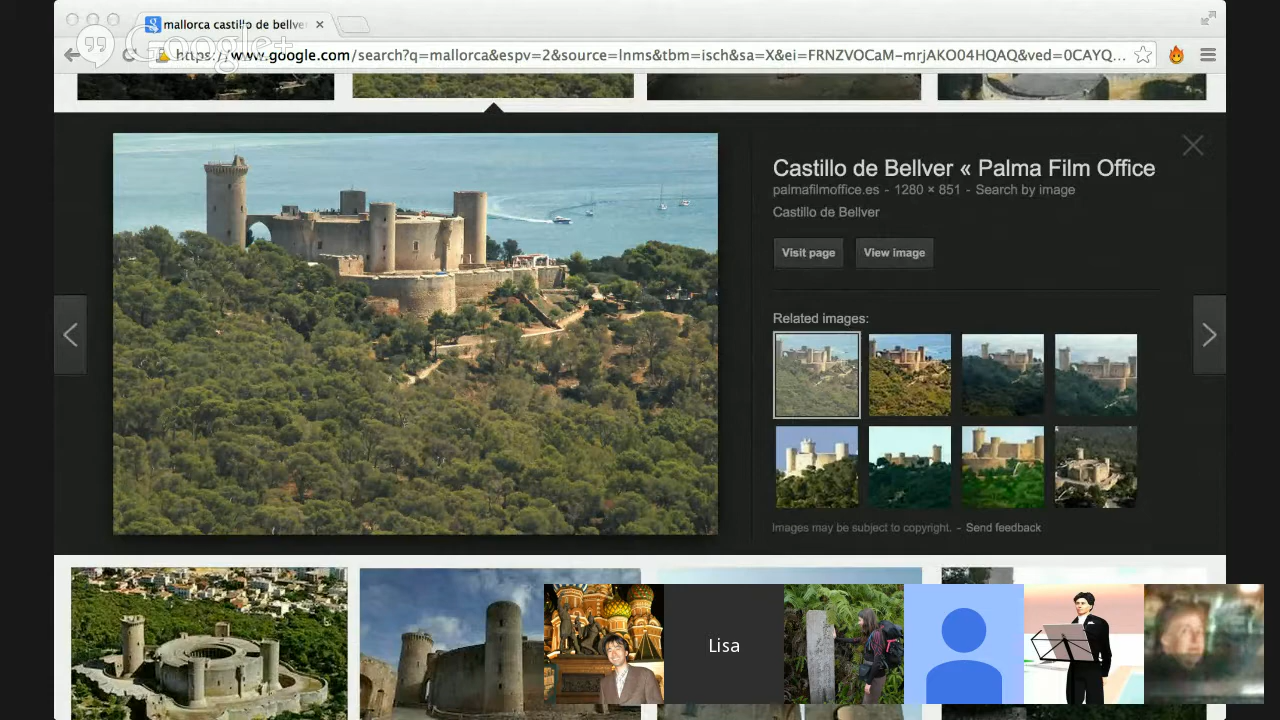 mallorca castillo de bellve
Google+
https://www.google.com/search?q=mallorca&espv=2&source=lnms&tbm=isch&sa=X&ei=FRNZVOCaM-mrjAKO04HQAQ&ved=0CAYQ...
Castillo de Bellver « Palma Film Office
palmafilmoffice.es - 1280 × 851 - Search by image
Castillo de Bellver
Visit page
View image
Related images:
Images may be subject to copyright. - Send feedback
Lisa